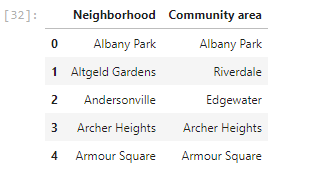 [32]:
Neighborhood Community area
0 Albany Park Albany Park
1 Altgeld Gardens Riverdale
2 Andersonville Edgewater
3 Archer Heights Archer Heights
4 Armour Square Armour Square